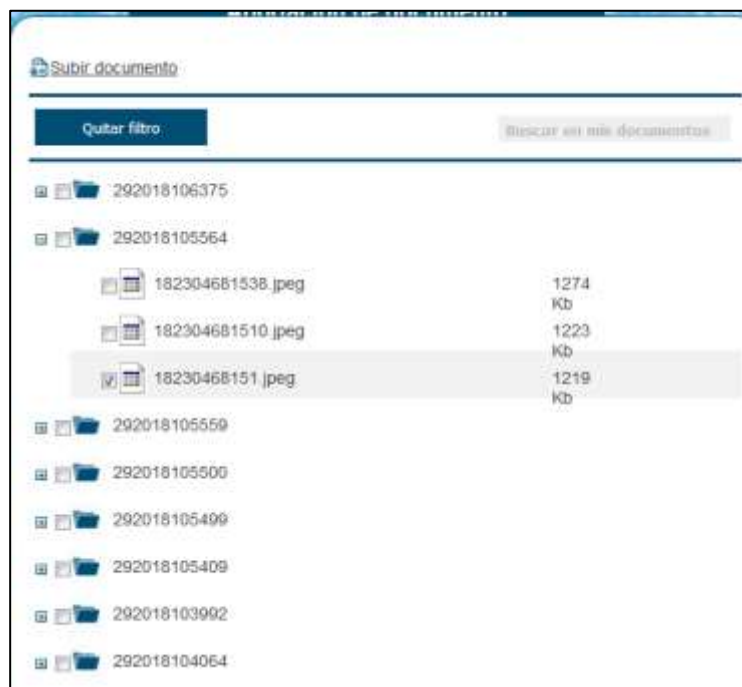 Subir documento
Quitar filtro
Buscar en mis documentos
292018106375
292018105564
182304681538.jpeg 1274 Kb
182304681510.jpeg 1223 Kb
18230468151.jpeg 1219 Kb
292018105559
292018105500
292018105499
292018105409
292018103992
292018104064